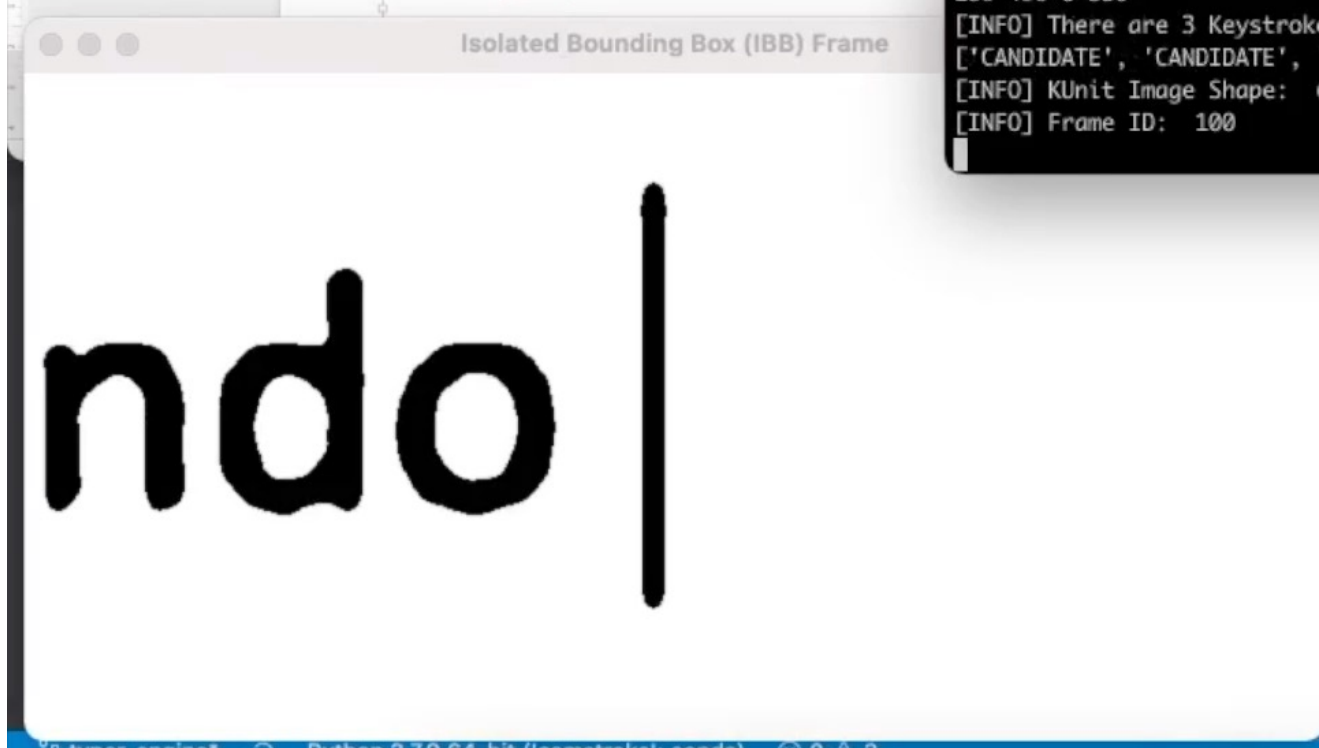 Isolated Bounding Box (IBB) Frame
[INFO] There are 3
['CANDIDATE', 'CANDIDATE',
[INFO] KUnit Image Shape:
[INFO] Frame ID: 100
ndo